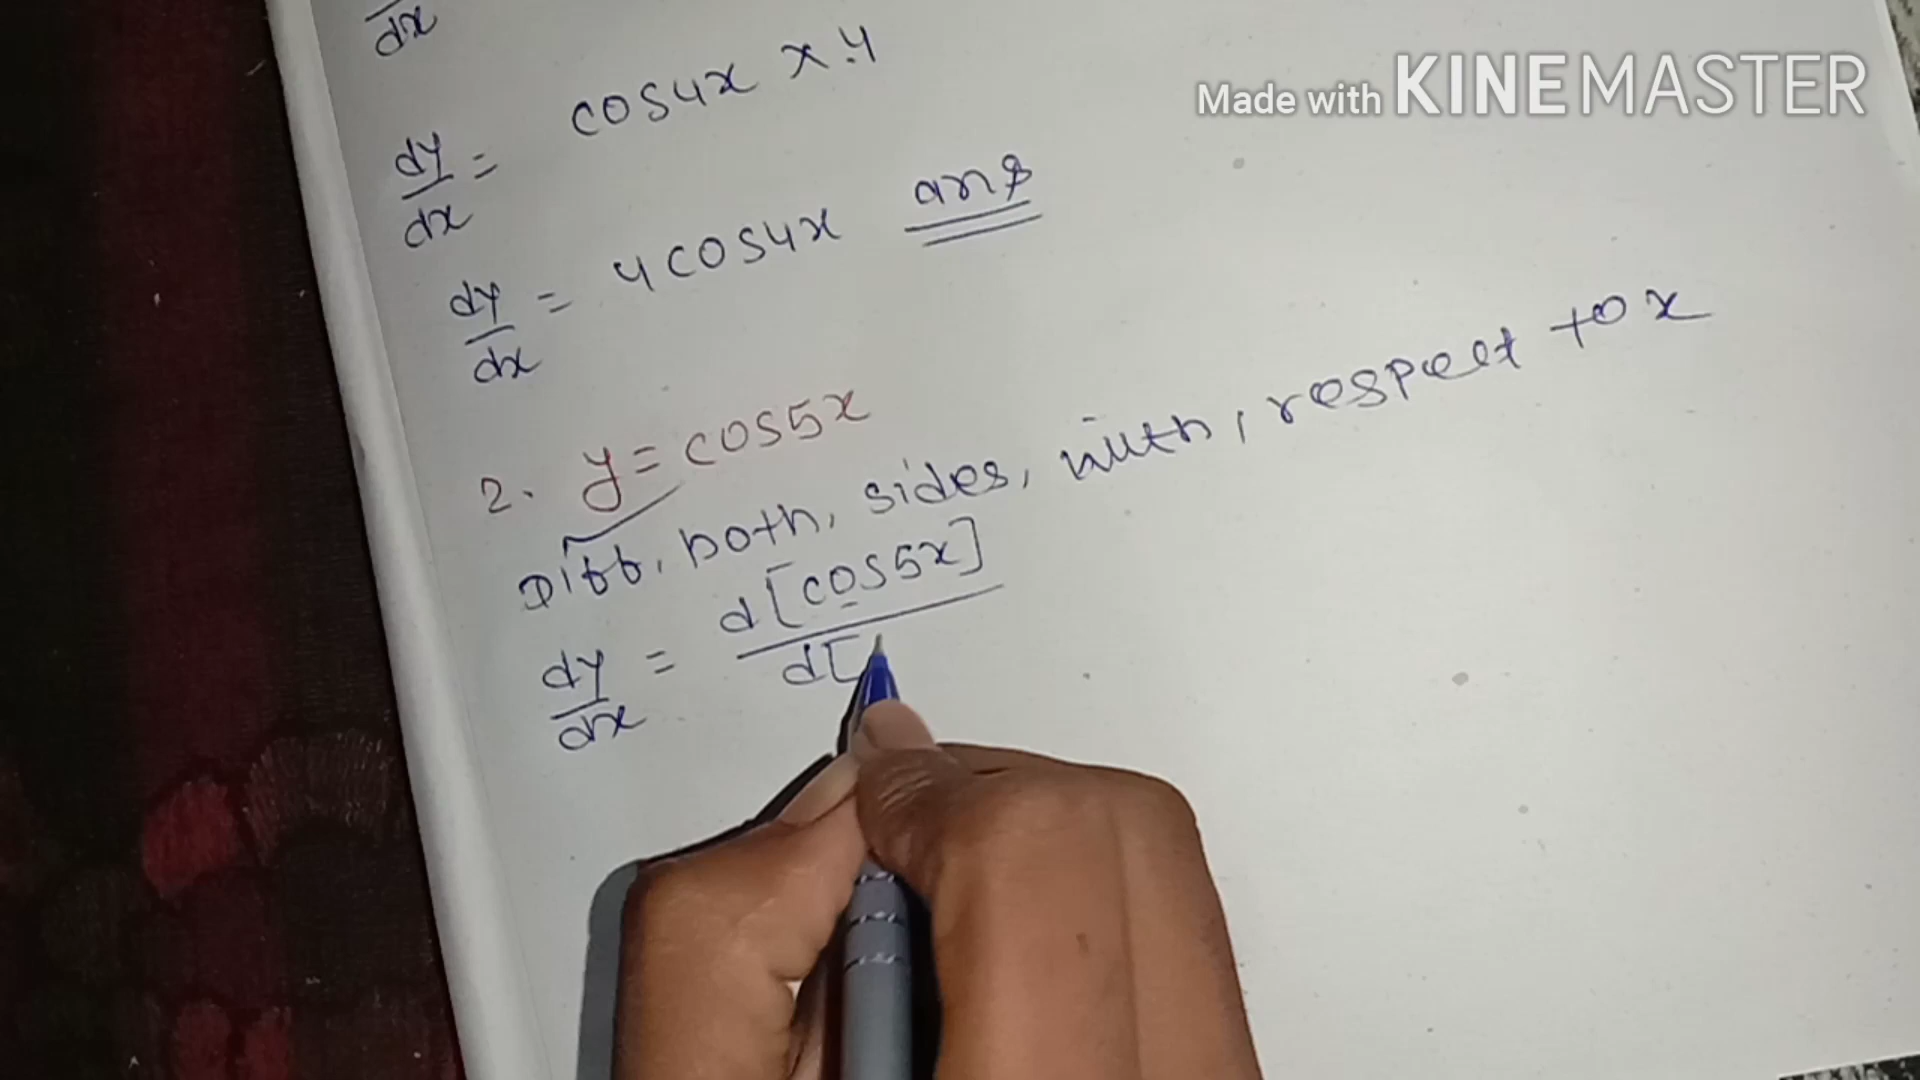 dx
Made with KINEMASTER
dy/dx = cos4x × .4
dy/dx = 4cos4x ans
2. y = cos5x
Diff, both, sides, with, respect to x
dy/dx = d[cos5x]/d[